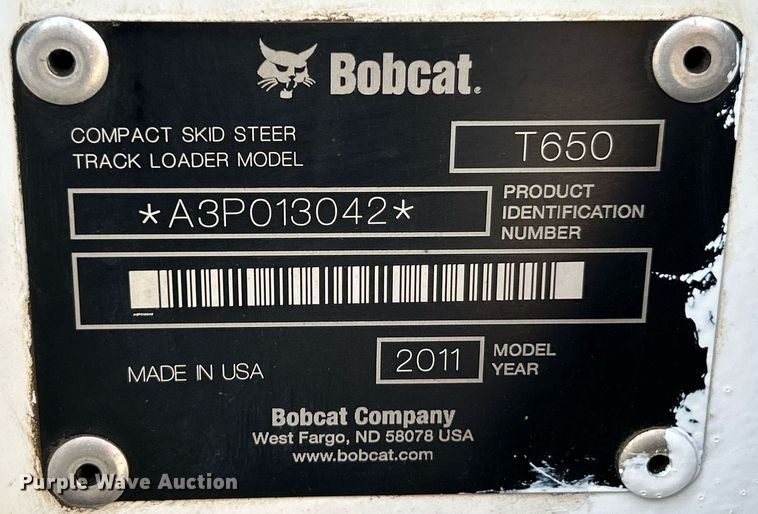 Bobcat
COMPACT SKID STEER
TRACK LOADER MODEL
T650
*A3P013042*
PRODUCT
IDENTIFICATION
NUMBER
A3P013042
MADE IN USA
2011
MODEL
YEAR
Bobcat Company
West Fargo, ND 58078 USA
www.bobcat.com
Purple Wave Auction